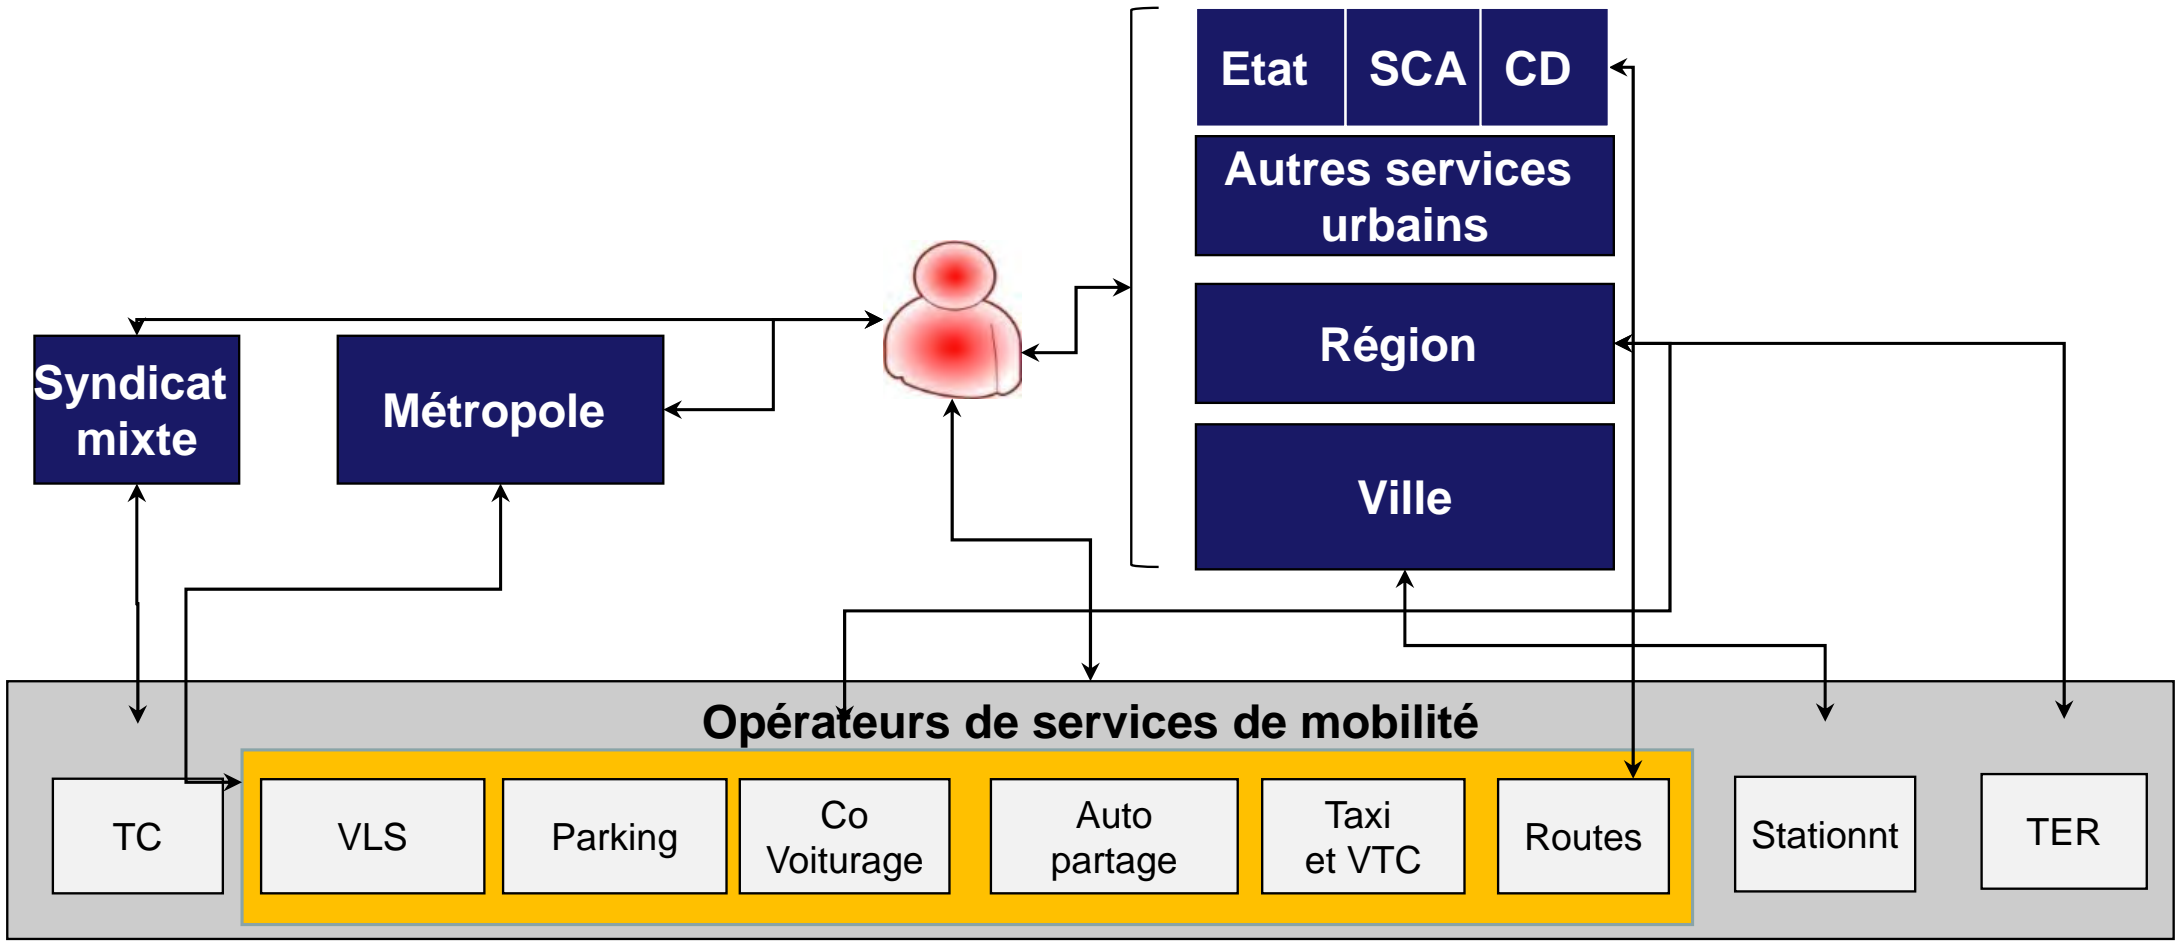 Etat SCA CD
Autres services
urbains
Région
Ville
Syndicat
mixte
Métropole
Opérateurs de services de mobilité
TC
VLS
Parking
Co
Voiturage
Auto
partage
Taxi
et VTC
Routes
Stationnt
TER